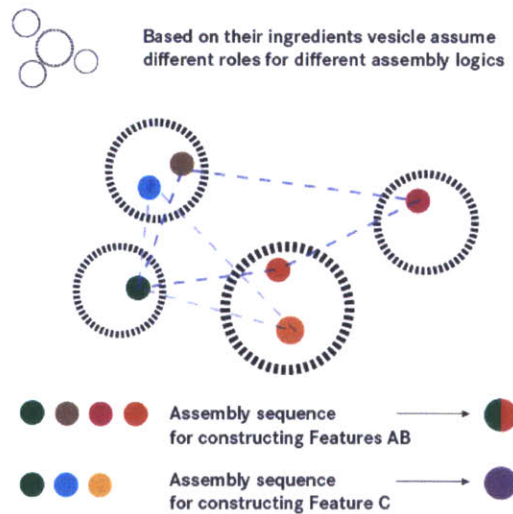 Based on their ingredients vesicle assume
different roles for different assembly logics
Assembly sequence
for constructing Features AB
Assembly sequence
for constructing Feature C